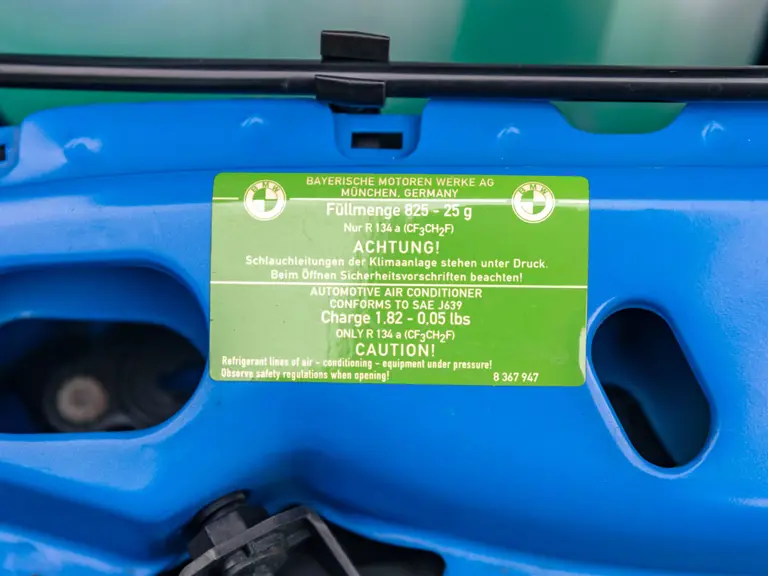 BAYERISCHE MOTOREN WERKE AG
MÜNCHEN, GERMANY
BMW
BMW
Füllmenge 825 - 25 g
Nur R 134 a (CF₃CH₂F)
ACHTUNG!
Schlauchleitungen der Klimaanlage stehen unter Druck.
Beim Öffnen Sicherheitsvorschriften beachten!
AUTOMOTIVE AIR CONDITIONER
CONFORMS TO SAE J639
Charge 1.82 - 0,05 lbs
ONLY R 134 a (CF₃CH₂F)
CAUTION!
Refrigerant lines of air - conditioning - equipment under pressure!
Observe safety regulations when opening!
8 367 947